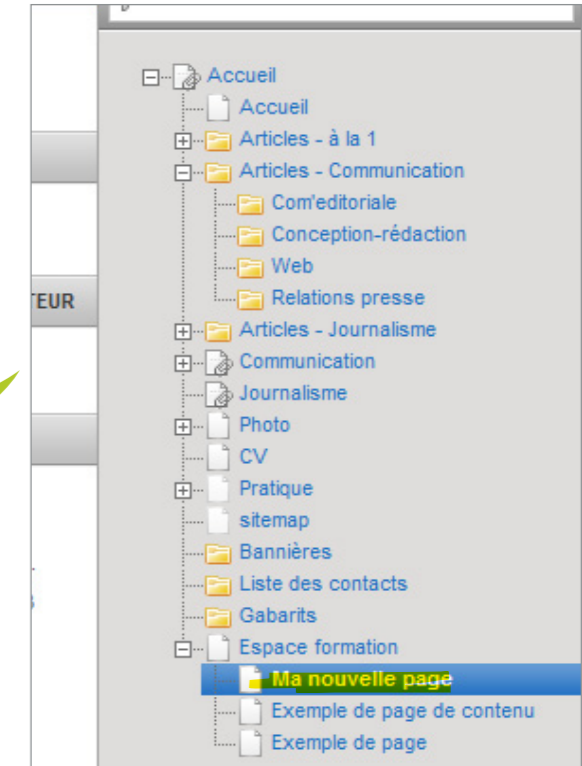 Accueil
Accueil
Articles - à la 1
Articles - Communication
Com'editoriale
Conception-rédaction
Web
Relations presse
TEUR
Articles - Journalisme
Communication
Journalisme
Photo
CV
Pratique
sitemap
Bannières
Liste des contacts
Gabarits
Espace formation
Ma nouvelle page
Exemple de page de contenu
Exemple de page